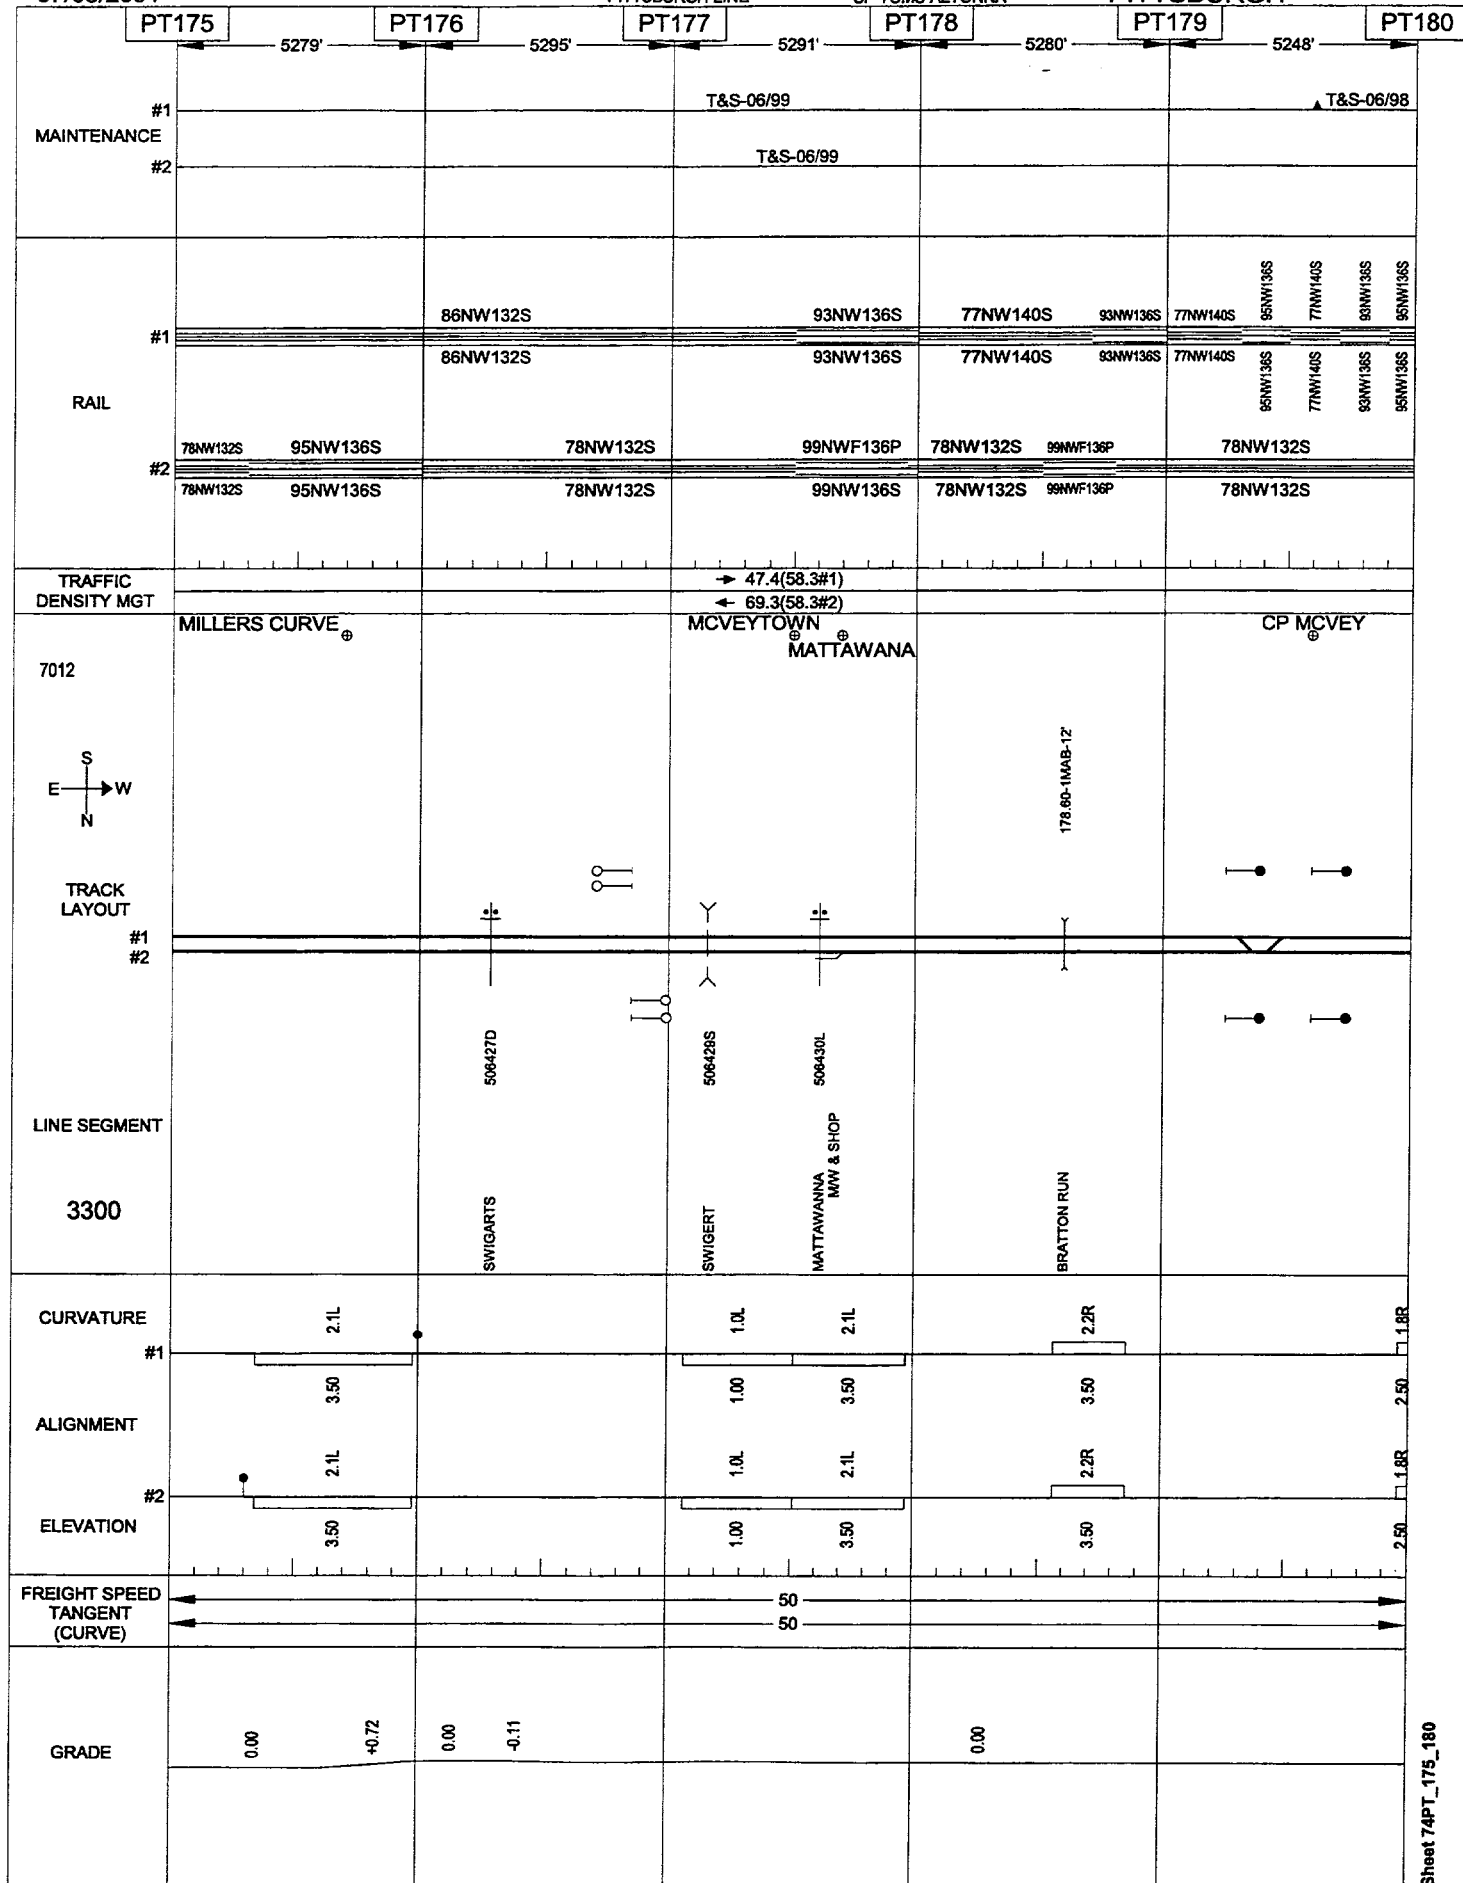 PITTSBURGH LINE
PT175 PT176 PT177 PT178 PT179 PT180
5279' 5295' 5291' 5280' 5248'
#1 T&S-06/99 T&S-06/98
MAINTENANCE
#2 T&S-06/99
95NW136S 77NW140S 93NW136S 95NW136S
86NW132S 93NW136S 77NW140S 93NW136S 77NW140S
#1
86NW132S 93NW136S 77NW140S 93NW136S 77NW140S
95NW136S 77NW140S 93NW136S 95NW136S
RAIL
78NW132S 95NW136S 78NW132S 99NWF136P 78NW132S 99NWF136P 78NW132S
#2
78NW132S 95NW136S 78NW132S 99NW136S 78NW132S 99NWF136P 78NW132S
TRAFFIC
DENSITY MGT
47.4(58.3#1)
69.3(58.3#2)
MILLERS CURVE MCVEYTOWN CP MCVEY
MATTAWANA
7012
S
E W
N
178.60-1MAB-12'
TRACK
LAYOUT
#1
#2
506427D 506429S 506430L
LINE SEGMENT
3300
SWIGARTS SWIGERT MATTAWANNA M/W & SHOP BRATTON RUN
CURVATURE
2.1L 1.0L 2.1L 2.2R 1.8R
#1
3.50 1.00 3.50 3.50 2.50
ALIGNMENT
2.1L 1.0L 2.1L 2.2R 1.8R
#2
ELEVATION
3.50 1.00 3.50 3.50 2.50
FREIGHT SPEED
TANGENT
(CURVE)
50
50
GRADE
0.00 +0.72 0.00 -0.11 0.00
Sheet 74PT_175_180